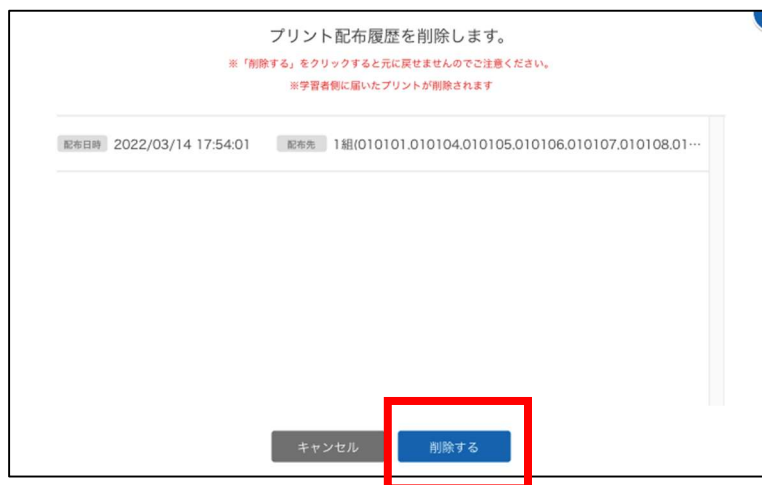 プリント配布履歴を削除します。
※「削除する」をクリックすると元に戻せませんのでご注意ください。
※学習者側に届いたプリントが削除されます
配布日時 2022/03/14 17:54:01 配布先 1組(010101.010104.010105.010106.010107.010108.01…
キャンセル 削除する